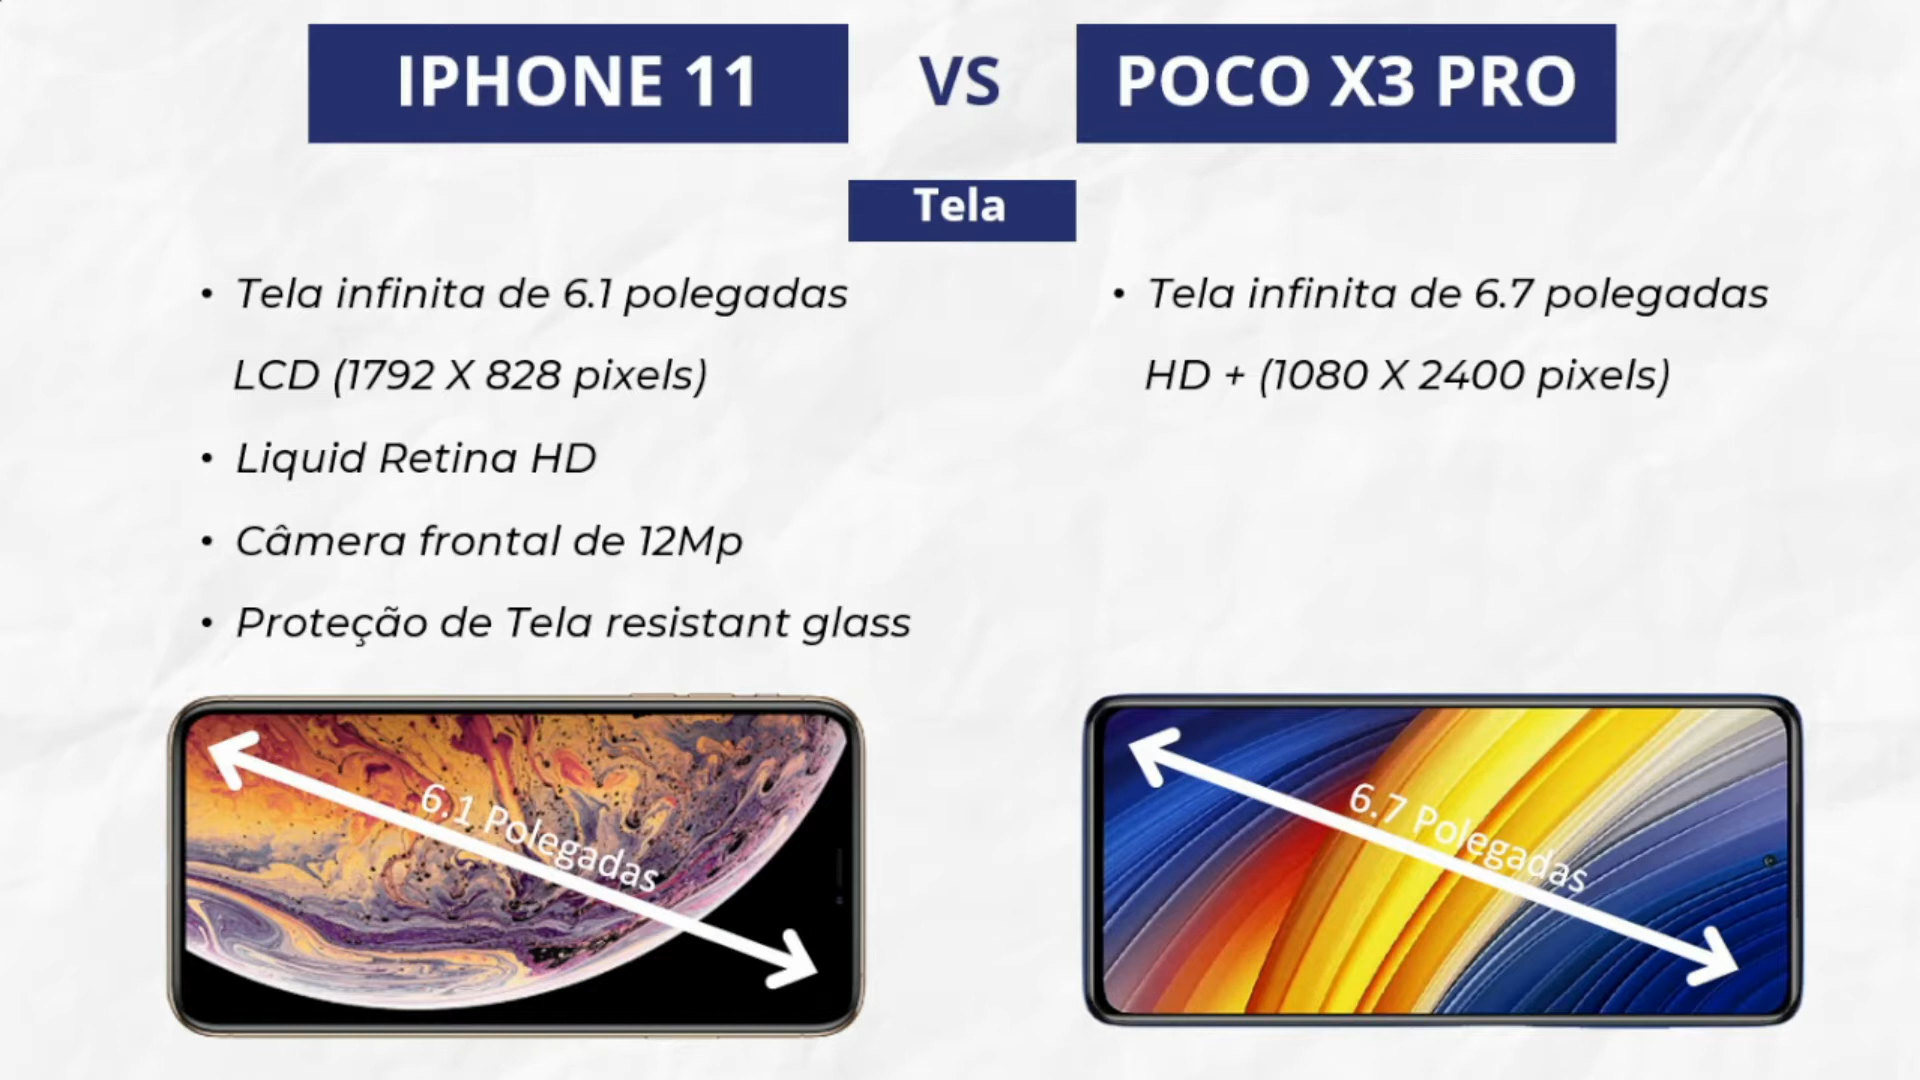 IPHONE 11 VS POCO X3 PRO
Tela
• Tela infinita de 6.1 polegadas
LCD (1792 X 828 pixels)
• Liquid Retina HD
• Câmera frontal de 12Mp
• Proteção de Tela resistant glass
• Tela infinita de 6.7 polegadas
HD + (1080 X 2400 pixels)
6.1 Polegadas
6.7 Polegadas